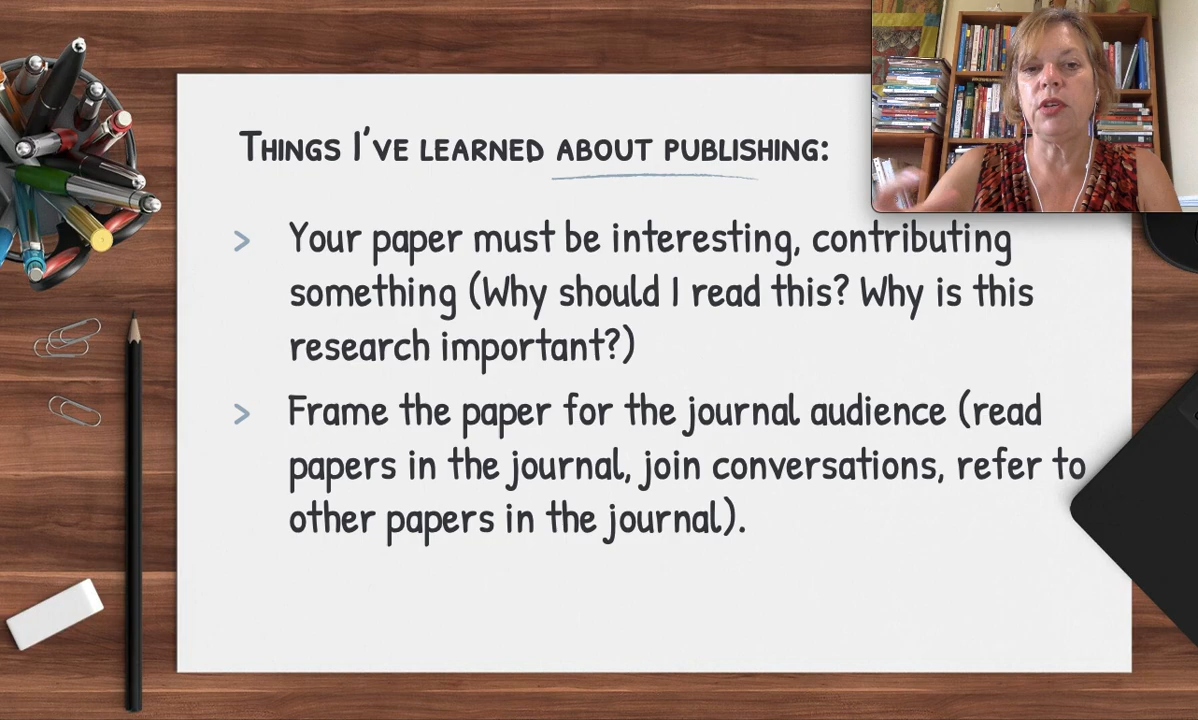 Things I've learned about publishing:
> Your paper must be interesting, contributing
something (Why should I read this? Why is this
research important?)
> Frame the paper for the journal audience (read
papers in the journal, join conversations, refer to
other papers in the journal).